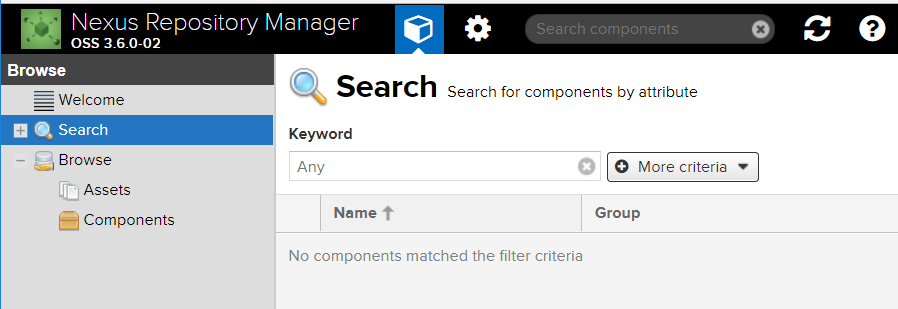 Nexus Repository Manager
OSS 3.6.0-02
Search components
Browse
Welcome
Search
Browse
Assets
Components
Search Search for components by attribute
Keyword
Any
More criteria
Name Group
No components matched the filter criteria